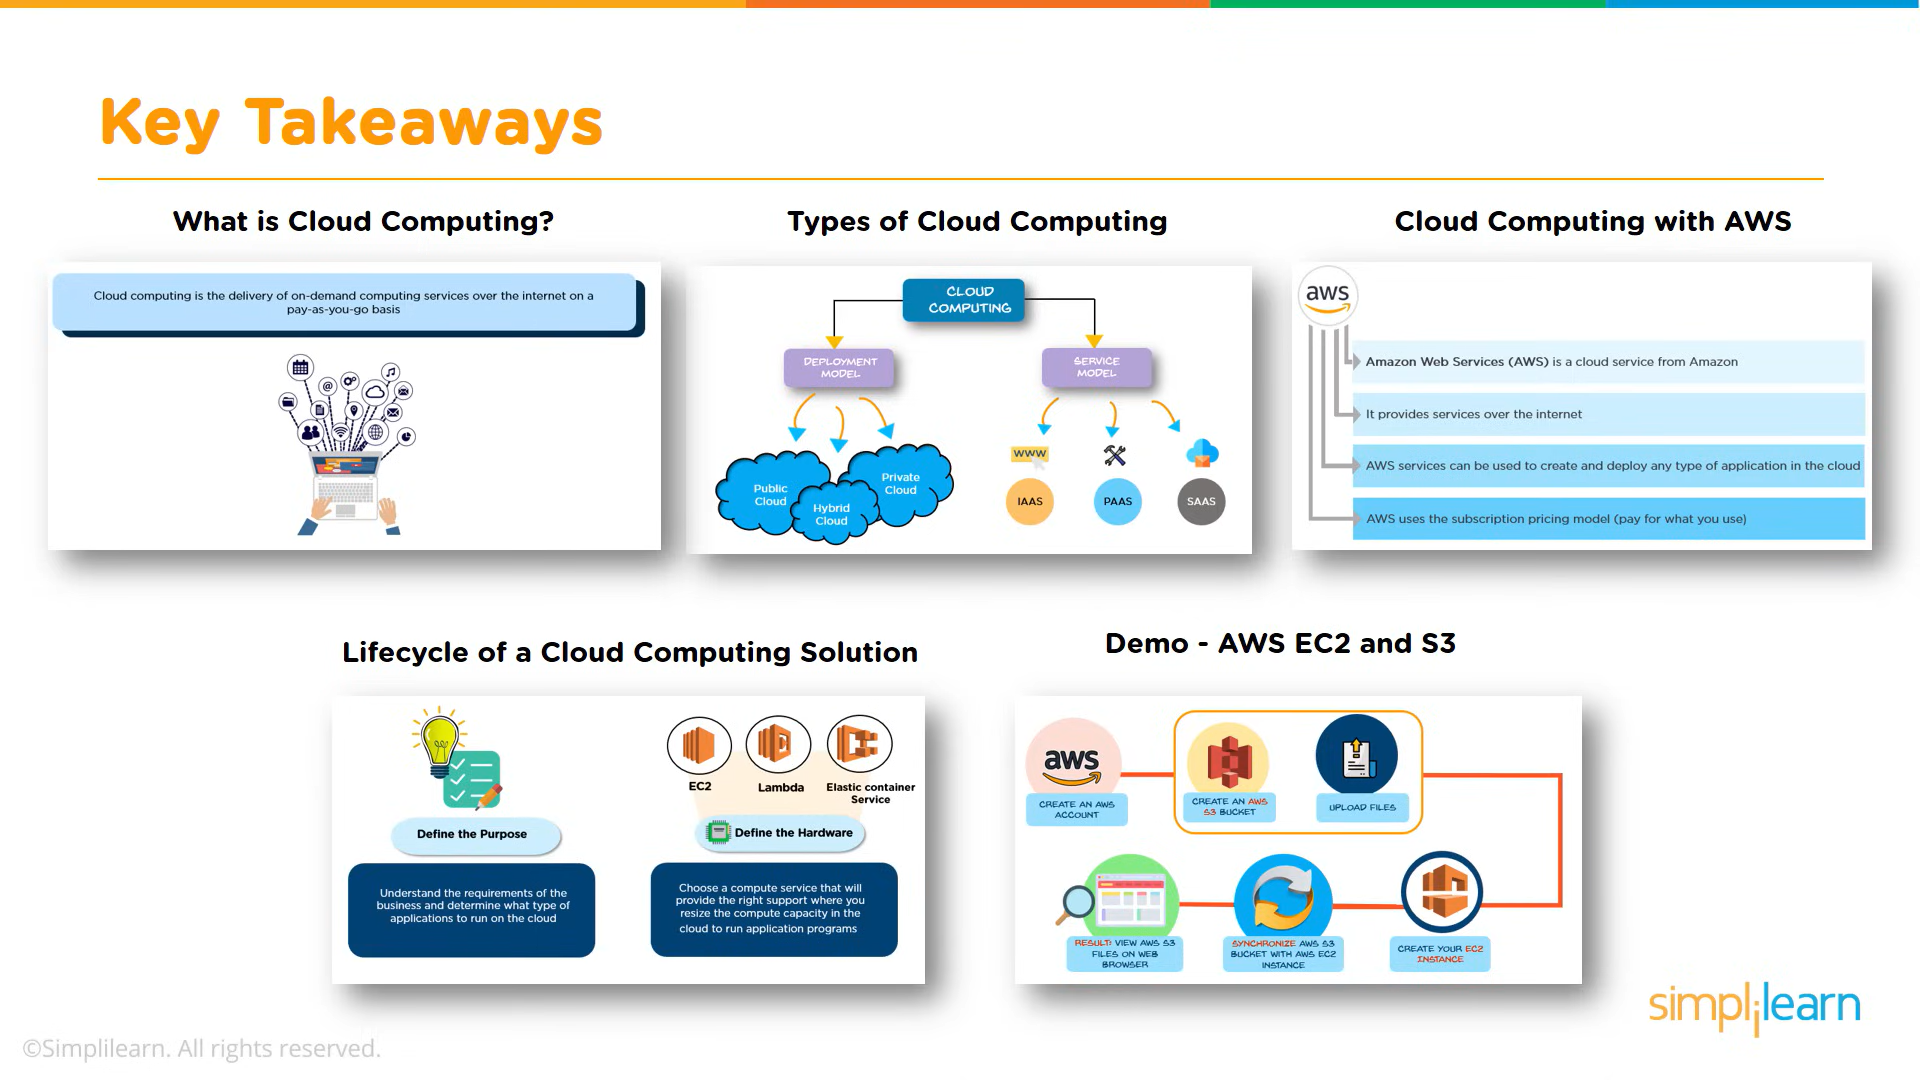 Key Takeaways
What is Cloud Computing?
Cloud computing is the delivery of on-demand computing services over the internet on a
pay-as-you-go basis
@
Types of Cloud Computing
CLOUD
COMPUTING
DEPLOYMENT
MODEL
SERVICE
MODEL
Public
Cloud
Hybrid
Cloud
Private
Cloud
WWW
IAAS
PAAS
SAAS
Cloud Computing with AWS
aws
Amazon Web Services (AWS) is a cloud service from Amazon
It provides services over the internet
AWS services can be used to create and deploy any type of application in the cloud
AWS uses the subscription pricing model (pay for what you use)
Lifecycle of a Cloud Computing Solution
Define the Purpose
Understand the requirements of the
business and determine what type of
applications to run on the cloud
EC2
Lambda
Elastic container
Service
Define the Hardware
Choose a compute service that will
provide the right support where you
resize the compute capacity in the
cloud to run application programs
Demo - AWS EC2 and S3
aws
CREATE AN AWS
ACCOUNT
CREATE AN AWS
S3 BUCKET
UPLOAD FILES
RESULT: VIEW AWS S3
FILES ON WEB
BROWSER
SYNCHRONIZE AWS S3
BUCKET WITH AWS EC2
INSTANCE
CREATE YOUR EC2
INSTANCE
simplilearn
©Simplilearn. All rights reserved.